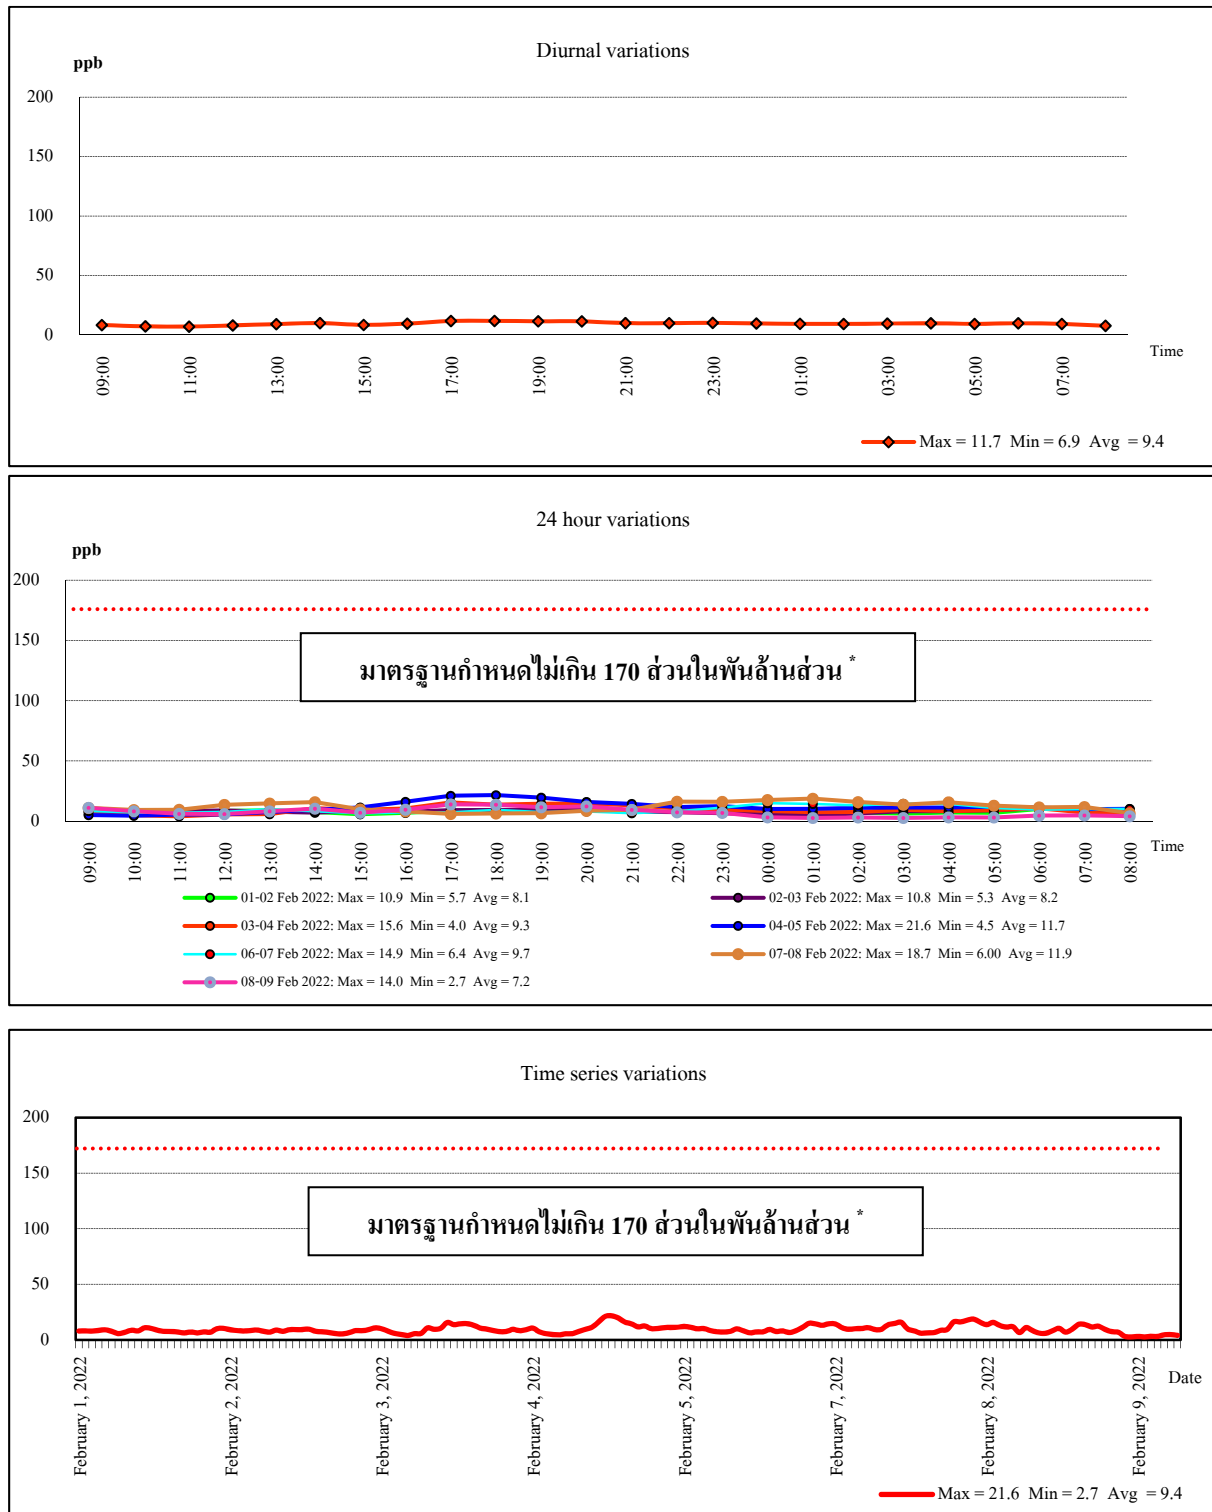 Diurnal variations
ppb
200
150
100
50
0
09:00 11:00 13:00 15:00 17:00 19:00 21:00 23:00 01:00 03:00 05:00 07:00
Time
Max = 11.7 Min = 6.9 Avg = 9.4
24 hour variations
ppb
200
150
100
50
0
มาตรฐานกำหนดไม่เกิน 170 ส่วนในพันล้านส่วน *
09:00 10:00 11:00 12:00 13:00 14:00 15:00 16:00 17:00 18:00 19:00 20:00 21:00 22:00 23:00 00:00 01:00 02:00 03:00 04:00 05:00 06:00 07:00 08:00
Time
01-02 Feb 2022: Max = 10.9 Min = 5.7 Avg = 8.1
02-03 Feb 2022: Max = 10.8 Min = 5.3 Avg = 8.2
03-04 Feb 2022: Max = 15.6 Min = 4.0 Avg = 9.3
04-05 Feb 2022: Max = 21.6 Min = 4.5 Avg = 11.7
06-07 Feb 2022: Max = 14.9 Min = 6.4 Avg = 9.7
07-08 Feb 2022: Max = 18.7 Min = 6.00 Avg = 11.9
08-09 Feb 2022: Max = 14.0 Min = 2.7 Avg = 7.2
Time series variations
200
150
100
50
0
มาตรฐานกำหนดไม่เกิน 170 ส่วนในพันล้านส่วน *
February 1, 2022
February 2, 2022
February 3, 2022
February 4, 2022
February 5, 2022
February 7, 2022
February 8, 2022
February 9, 2022
Date
Max = 21.6 Min = 2.7 Avg = 9.4